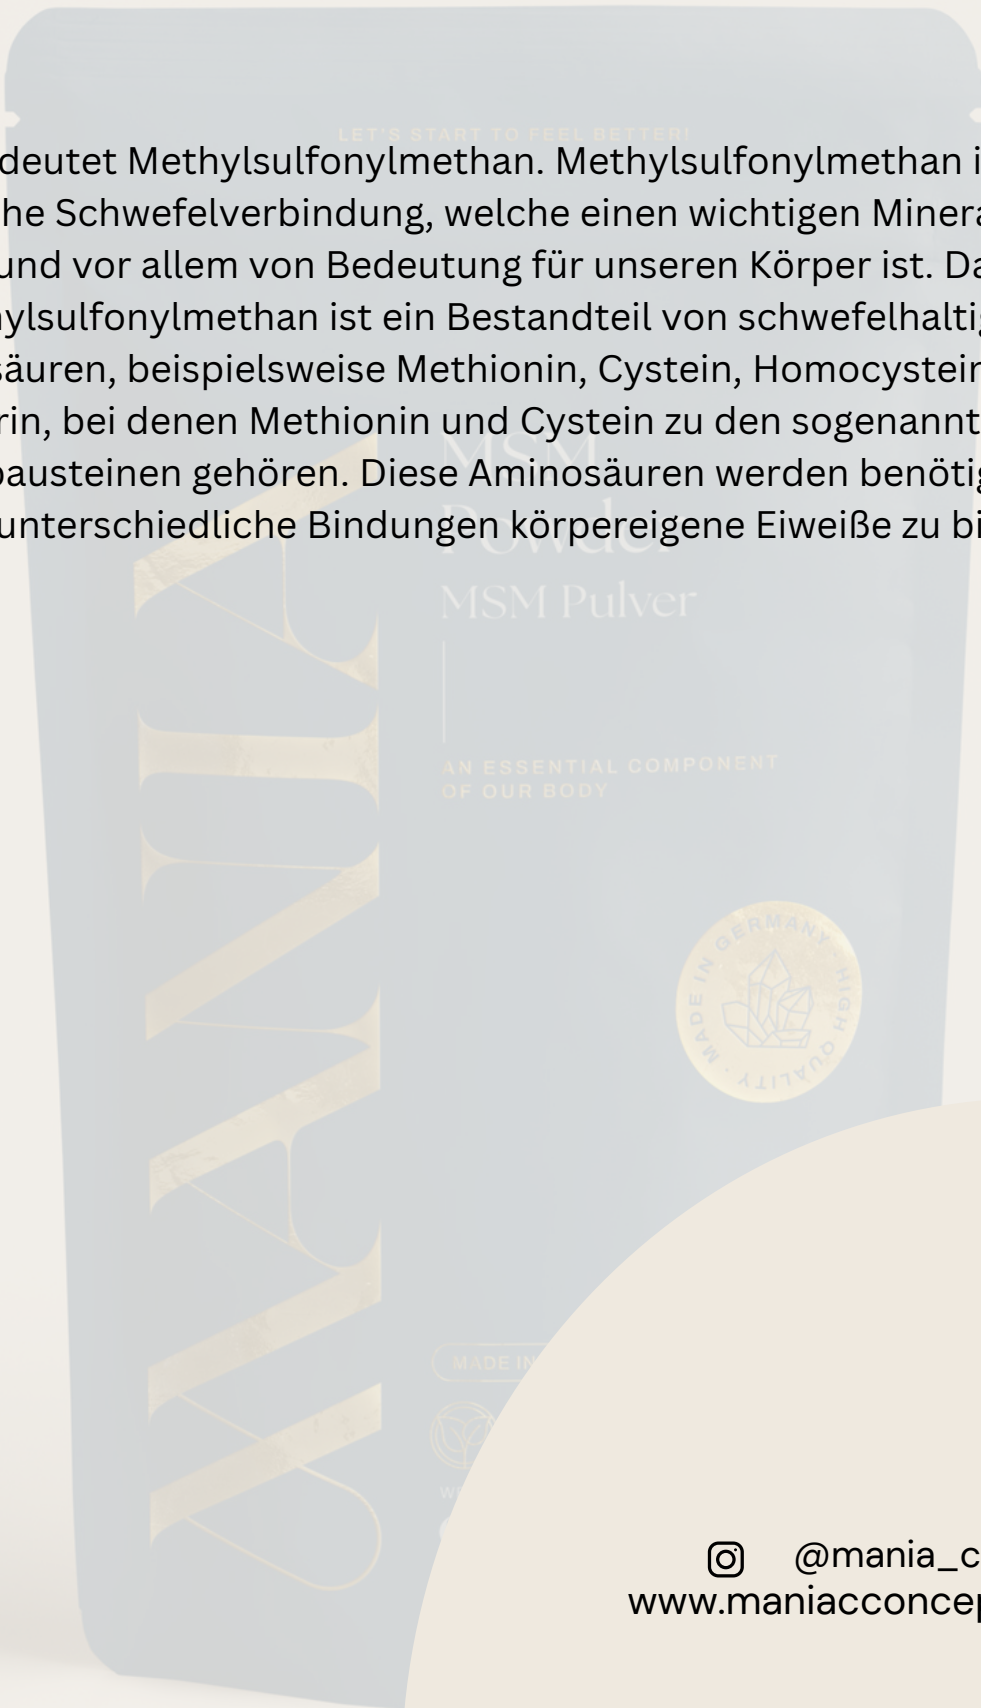 LET'S START TO FEEL BETTER!
deutet Methylsulfonylmethan. Methylsulfonylmethan i
he Schwefelverbindung, welche einen wichtigen Minera
und vor allem von Bedeutung für unseren Körper ist. Da
ylsulfonylmethan ist ein Bestandteil von schwefelhaltig
säuren, beispielsweise Methionin, Cystein, Homocystein
rin, bei denen Methionin und Cystein zu den sogenannt
bausteinen gehören. Diese Aminosäuren werden benötig
unterschiedliche Bindungen körpereigene Eiweiße zu bi
MSM
Powder
MSM Pulver
AN ESSENTIAL COMPONENT
OF OUR BODY
MANIA
MADE IN GERMANY · HIGH QUALITY ·
MADE IN
@mania_c
www.maniacconcep